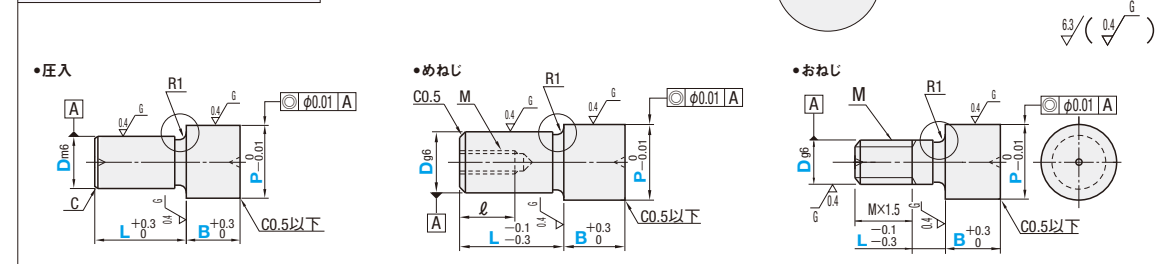 6.3 ( 0.4 G )
●圧入
A
0.4 G
R1
0.4 G
◎ φ0.01 A
Dm6
P 0 -0.01
C
G 0.4
L +0.3 0
B +0.3 0
C0.5以下
●めねじ
C0.5
M
0.4 G
R1
0.4 G
◎ φ0.01 A
Dg6
P 0 -0.01
A
ℓ
G 0.4
L -0.1 -0.3
B +0.3 0
C0.5以下
●おねじ
A
M
R1
0.4 G
◎ φ0.01 A
Dg6
P 0 -0.01
G 0.4
M×1.5
G 0.4
L -0.1 -0.3
B +0.3 0
C0.5以下